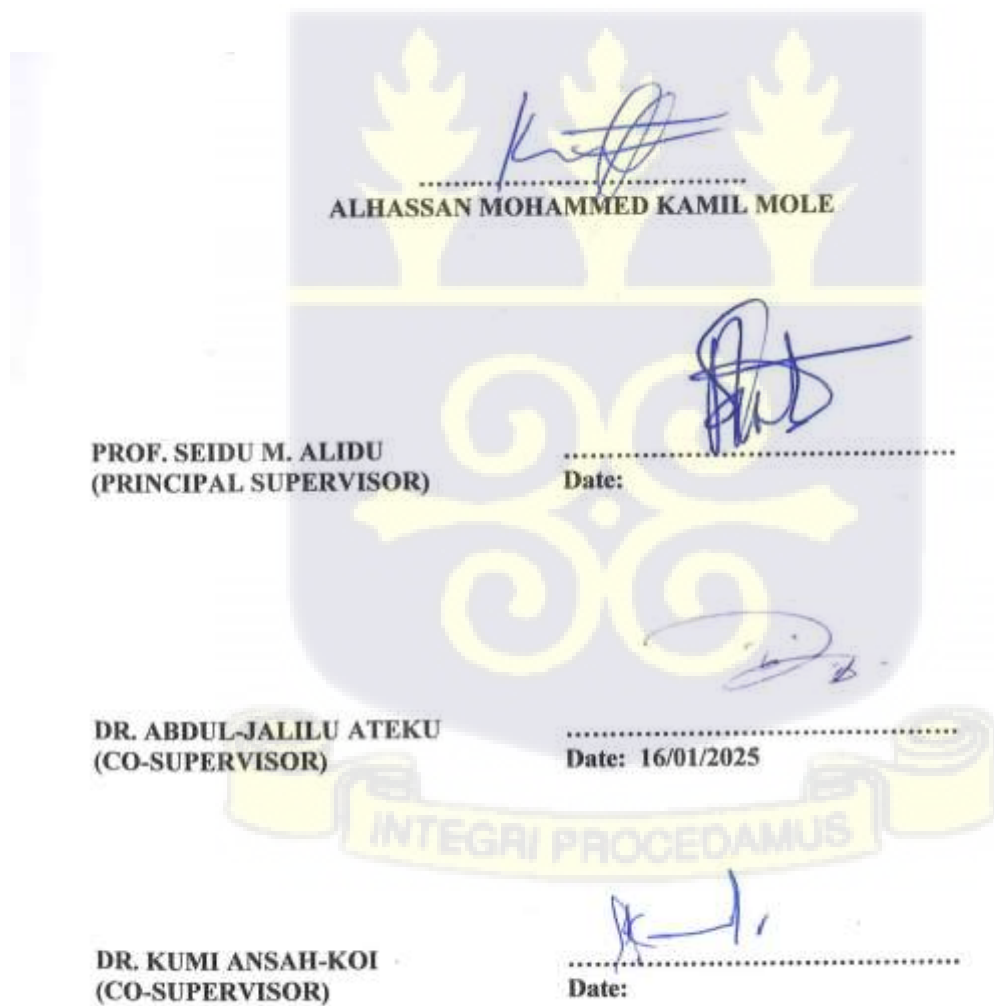 ALHASSAN MOHAMMED KAMIL MOLE
PROF. SEIDU M. ALIDU
(PRINCIPAL SUPERVISOR)
Date:
DR. ABDUL-JALILU ATEKU
(CO-SUPERVISOR)
Date: 16/01/2025
INTEGRI PROCEDAMUS
DR. KUMI ANSAH-KOI
(CO-SUPERVISOR)
Date: